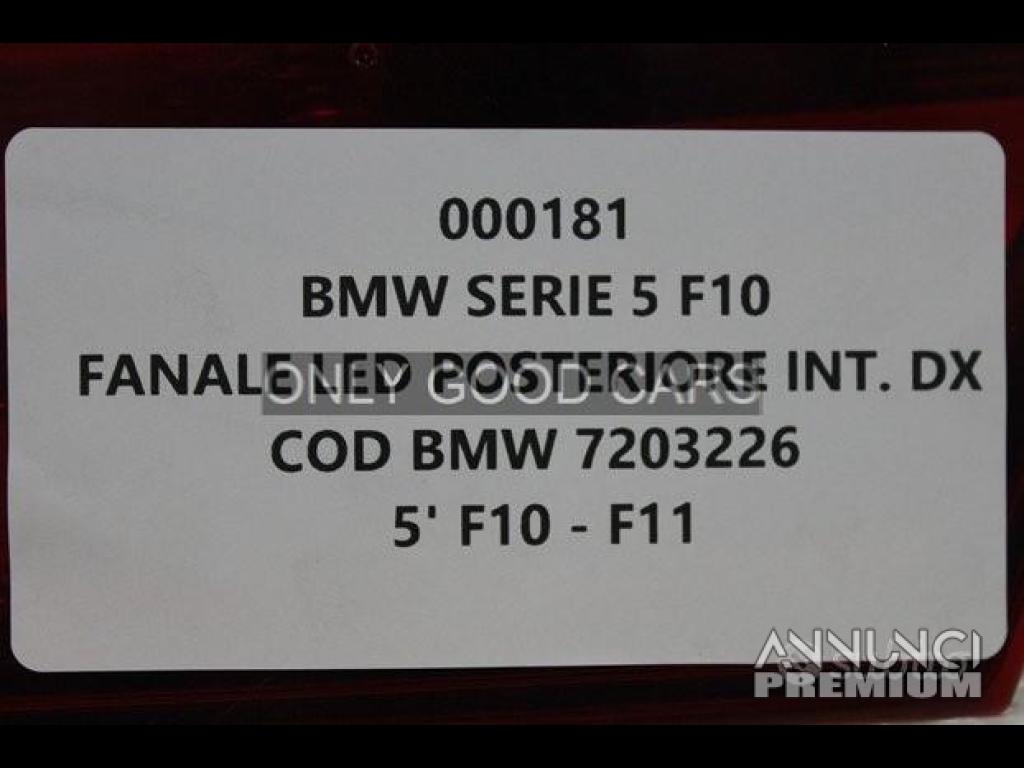 000181
BMW SERIE 5 F10
FANALE LED POSTERIORE INT. DX
ONLY GOOD CARS
COD BMW 7203226
5' F10 - F11
ANNUNCI
PREMIUM